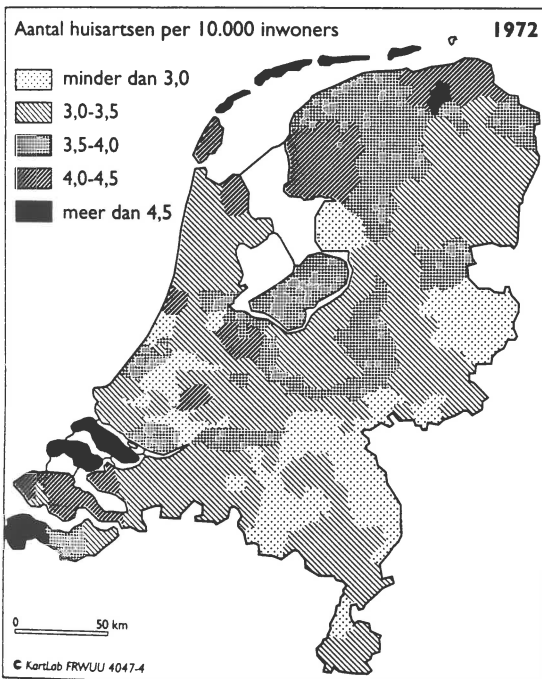 Aantal huisartsen per 10.000 inwoners 1972
minder dan 3,0
3,0-3,5
3,5-4,0
4,0-4,5
meer dan 4,5
0 50 km
© KartLab FRWUU 4047-4